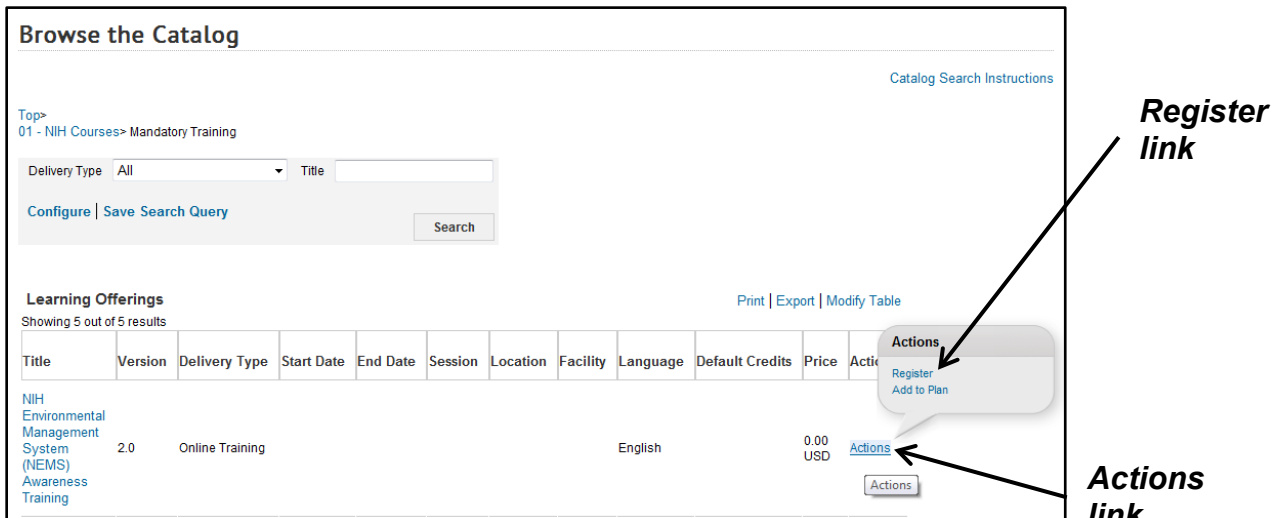 Browse the Catalog
Catalog Search Instructions
Top>
01 - NIH Courses> Mandatory Training
Register
link
Delivery Type All Title
Configure | Save Search Query
Search
Learning Offerings
Print | Export | Modify Table
Showing 5 out of 5 results
Title Version Delivery Type Start Date End Date Session Location Facility Language Default Credits Price Actio
Actions
Register
Add to Plan
NIH
Environmental
Management
System
(NEMS)
Awareness
Training
2.0 Online Training English 0.00
USD
Actions
Actions
Actions
link